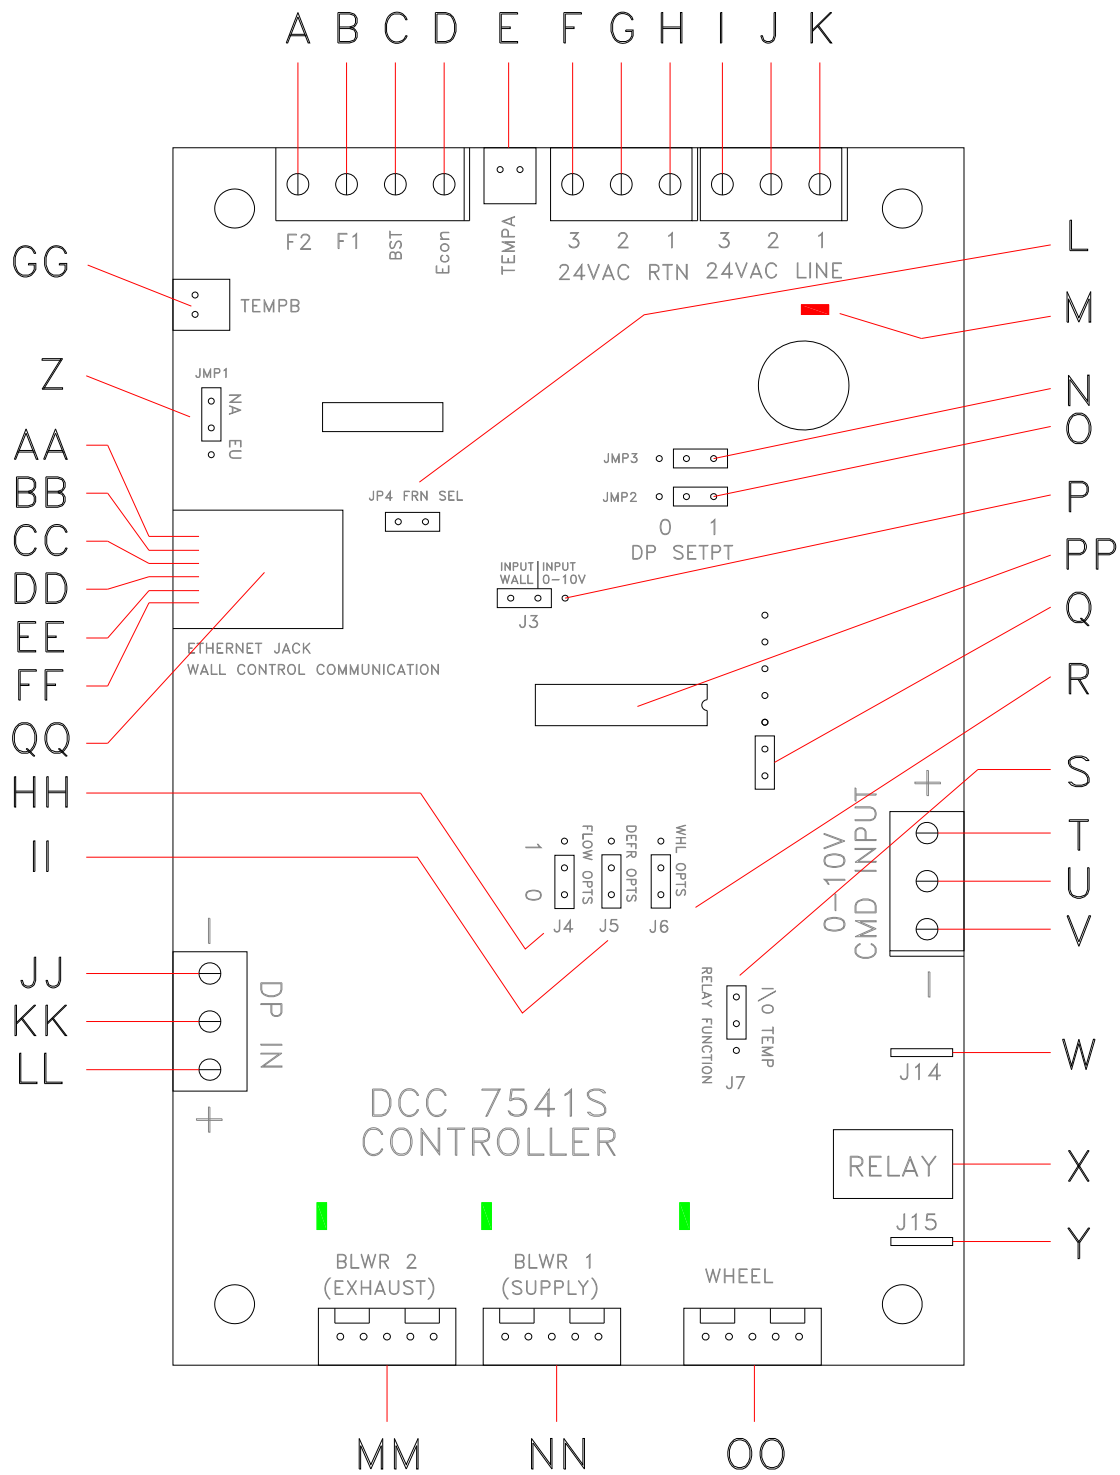 A B C D E F G H I J K
F2 F1 BST Econ TEMPA 3 2 1 3 2 1
24VAC RTN 24VAC LINE
L
GG
TEMPB
M
Z
JMP1
NA
EU
N
O
AA
BB
CC
DD
EE
FF
QQ
JMP3
JMP2
0 1
DP SETPT
JP4 FRN SEL
P
INPUT INPUT
WALL 0-10V
J3
PP
Q
ETHERNET JACK
WALL CONTROL COMMUNICATION
R
S
HH
II
1
0
FLOW OPTS
DEFR OPTS
WHL OPTS
J4 J5 J6
+
0-10V
CMD INPUT
-
T
U
V
-
JJ
KK
LL
DP IN
+
RELAY FUNCTION
I\O TEMP
J7
J14
W
DCC 7541S
CONTROLLER
RELAY
X
J15
Y
BLWR 2
(EXHAUST)
BLWR 1
(SUPPLY)
WHEEL
MM NN OO